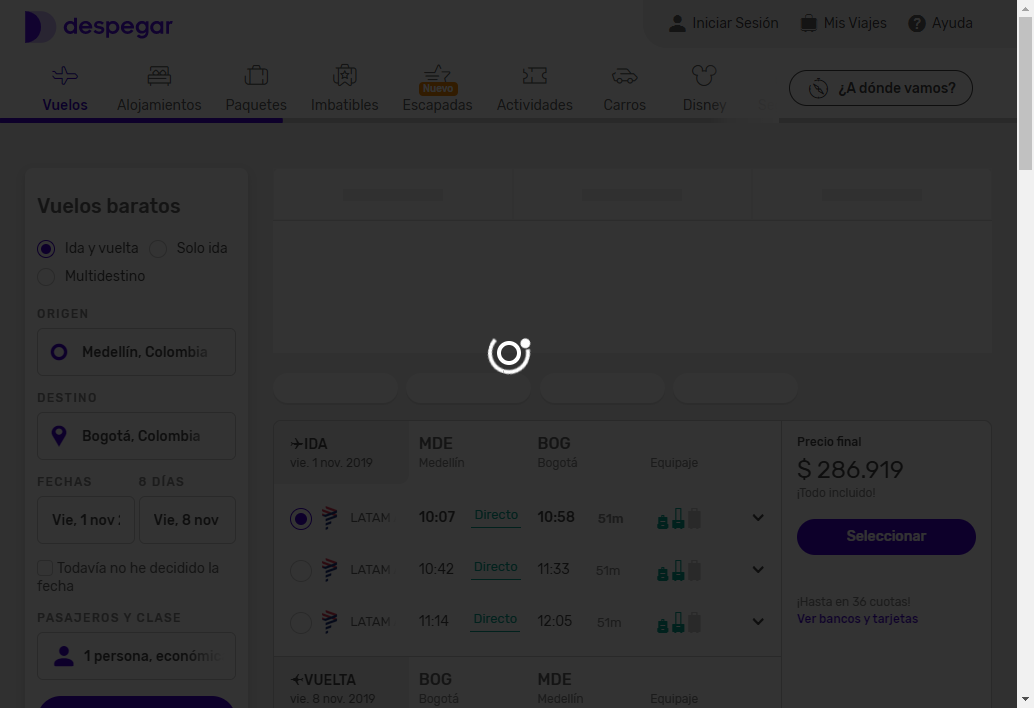 despegar
Iniciar Sesión
Mis Viajes
Ayuda
Vuelos
Alojamientos
Paquetes
Imbatibles
Nuevo
Escapadas
Actividades
Carros
Disney
¿A dónde vamos?
Vuelos baratos
Ida y vuelta
Solo ida
Multidestino
ORIGEN
Medellín, Colombia
DESTINO
Bogotá, Colombia
FECHAS
8 DÍAS
Vie, 1 nov
Vie, 8 nov
Todavía no he decidido la
fecha
PASAJEROS Y CLASE
1 persona, económic
IDA
vie. 1 nov. 2019
MDE
Medellín
BOG
Bogotá
Equipaje
LATAM 10:07 Directo 10:58 51m
LATAM 10:42 Directo 11:33 51m
LATAM 11:14 Directo 12:05 51m
VUELTA
vie. 8 nov. 2019
BOG
Bogotá
MDE
Medellín
Equipaje
Precio final
$ 286.919
¡Todo incluido!
Seleccionar
¡Hasta en 36 cuotas!
Ver bancos y tarjetas